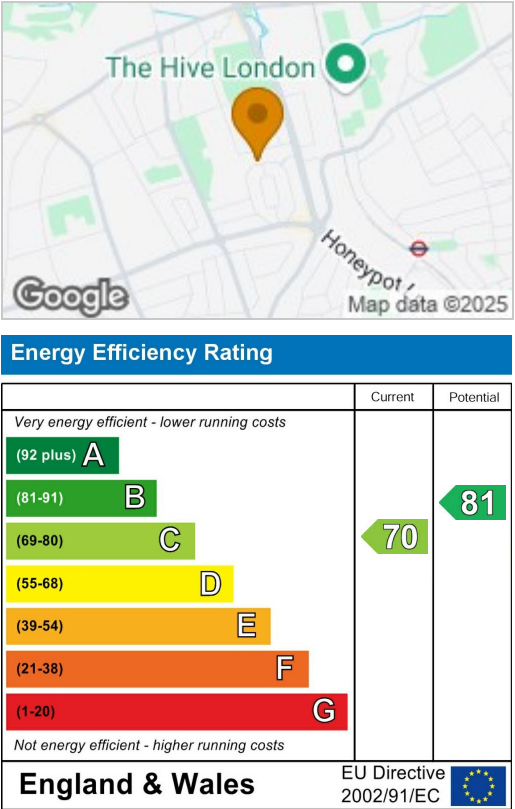 The Hive London
Honeypot
Google
Map data ©2025
Energy Efficiency Rating
Current Potential
Very energy efficient - lower running costs
(92 plus) A
(81-91) B
81
(69-80) C
70
(55-68) D
(39-54) E
(21-38) F
(1-20) G
Not energy efficient - higher running costs
England & Wales
EU Directive
2002/91/EC